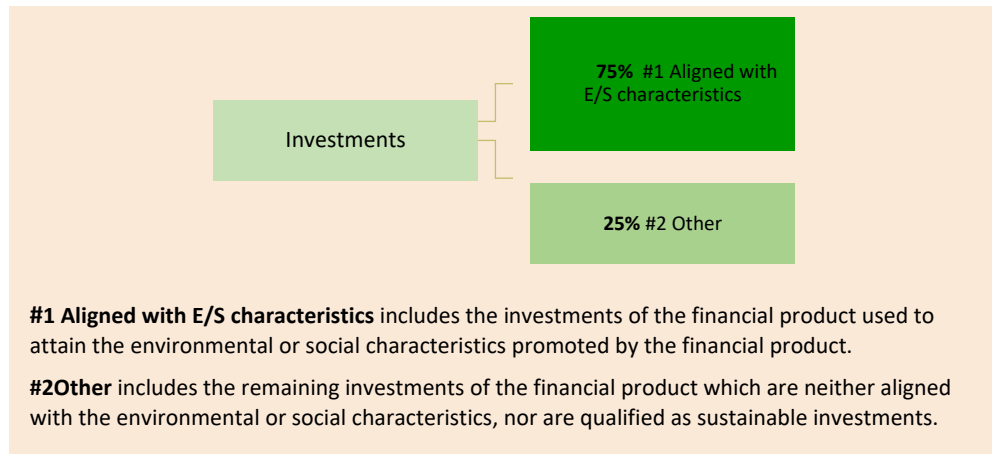 75% #1 Aligned with
E/S characteristics
Investments
25% #2 Other
#1 Aligned with E/S characteristics includes the investments of the financial product used to
attain the environmental or social characteristics promoted by the financial product.
#2Other includes the remaining investments of the financial product which are neither aligned
with the environmental or social characteristics, nor are qualified as sustainable investments.